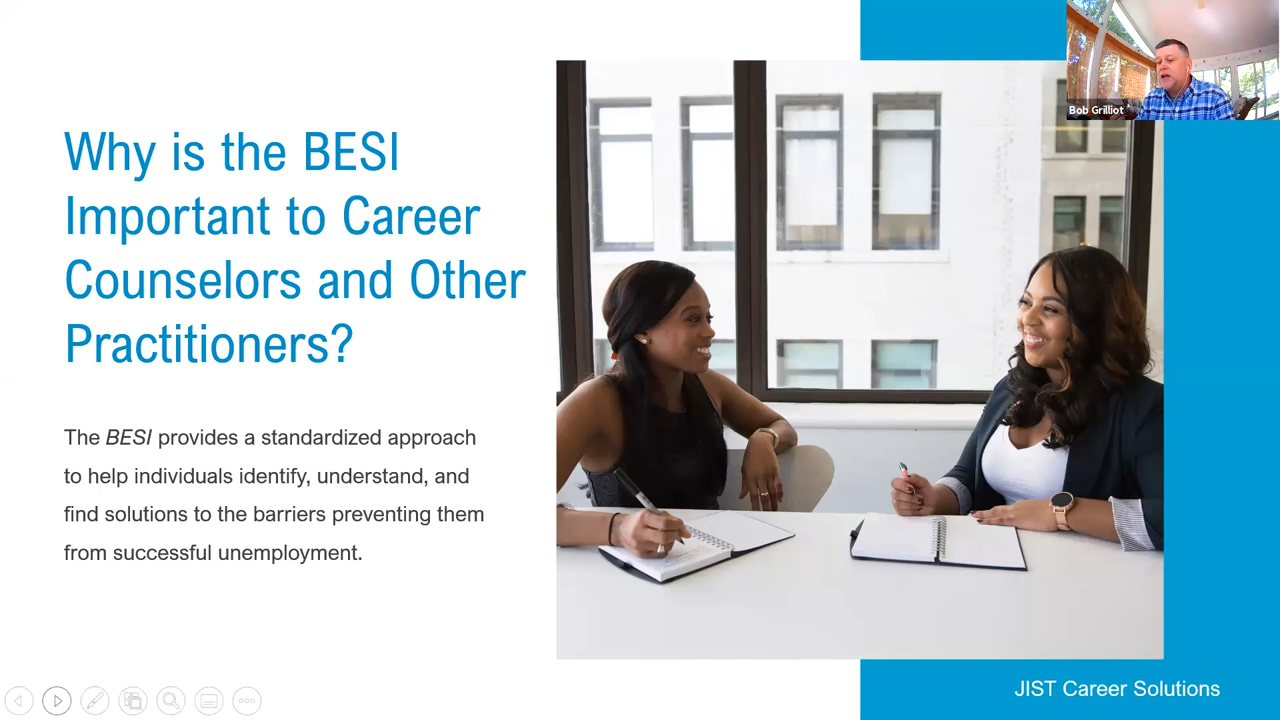 Bob Grilliot
Why is the BESI
Important to Career
Counselors and Other
Practitioners?
The BESI provides a standardized approach
to help individuals identify, understand, and
find solutions to the barriers preventing them
from successful unemployment.
JIST Career Solutions